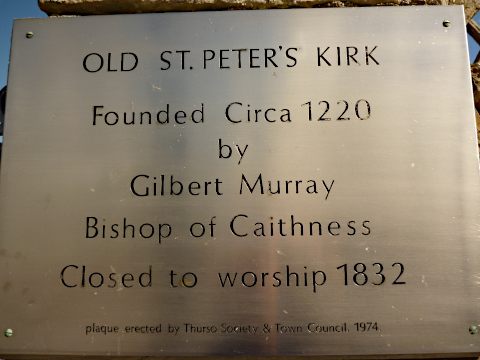 OLD ST. PETER'S KIRK
Founded Circa 1220
by
Gilbert Murray
Bishop of Caithness
Closed to worship 1832
plaque erected by Thurso Society & Town Council. 1974